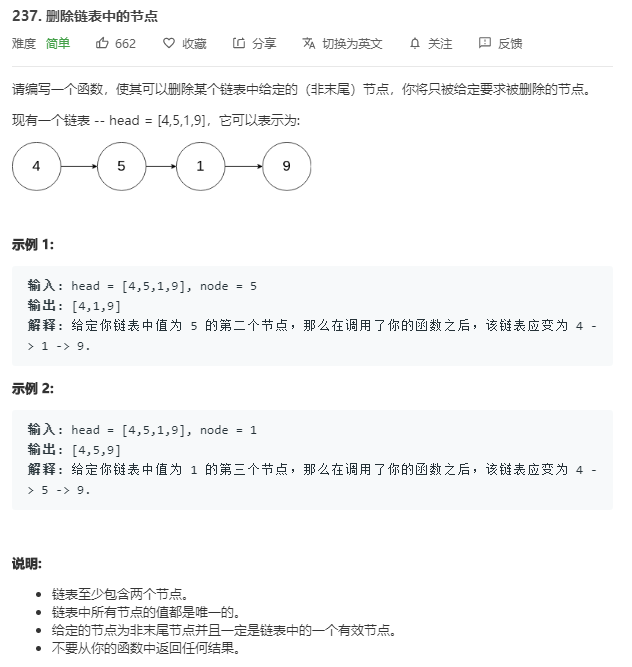 237. 删除链表中的节点
难度 简单 662 收藏 分享 切换为英文 关注 反馈
请编写一个函数，使其可以删除某个链表中给定的（非末尾）节点，你将只被给定要求被删除的节点。
现有一个链表 -- head = [4,5,1,9]，它可以表示为:
4 5 1 9
示例 1:
输入: head = [4,5,1,9], node = 5
输出: [4,1,9]
解释: 给定你链表中值为 5 的第二个节点，那么在调用了你的函数之后，该链表应变为 4 -
> 1 -> 9.
示例 2:
输入: head = [4,5,1,9], node = 1
输出: [4,5,9]
解释: 给定你链表中值为 1 的第三个节点，那么在调用了你的函数之后，该链表应变为 4 -
> 5 -> 9.
说明:
• 链表至少包含两个节点。
• 链表中所有节点的值都是唯一的。
• 给定的节点为非末尾节点并且一定是链表中的一个有效节点。
• 不要从你的函数中返回任何结果。